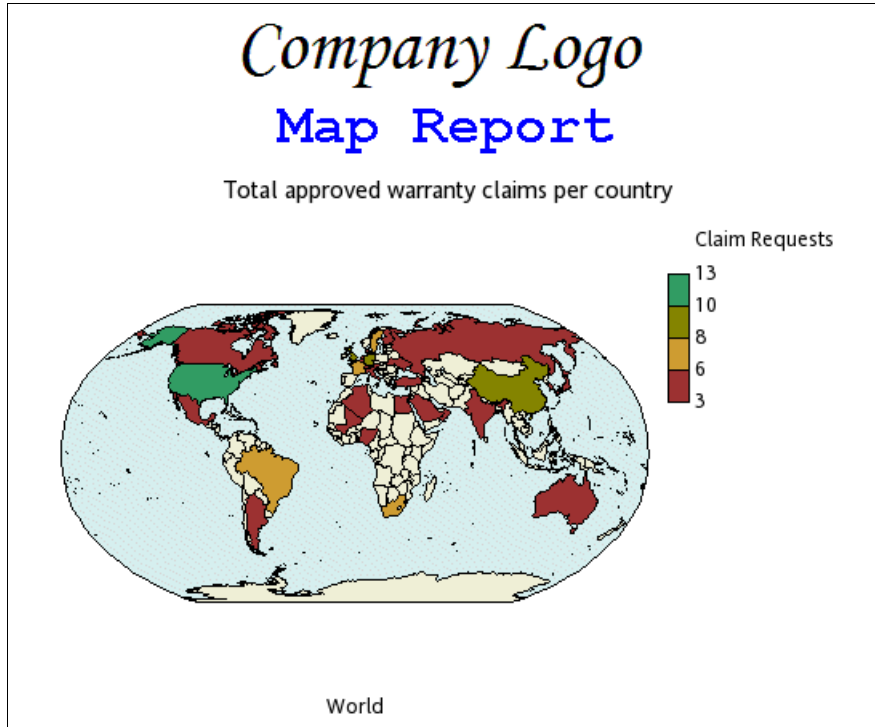 Company Logo
Map Report
Total approved warranty claims per country
Claim Requests
13
10
8
6
3
World